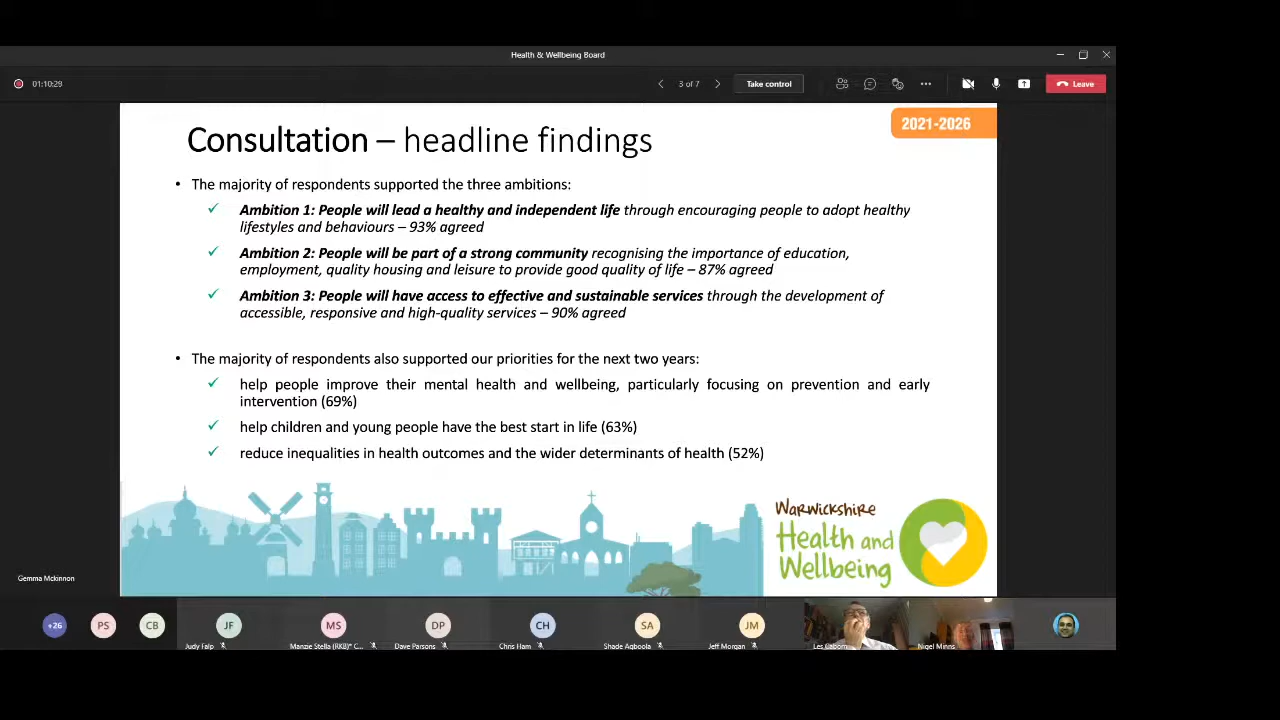 Health & Wellbeing Board
01:10:29
3 of 7
Take control
Leave
2021-2026
Consultation – headline findings
• The majority of respondents supported the three ambitions:
✓ Ambition 1: People will lead a healthy and independent life through encouraging people to adopt healthy
lifestyles and behaviours – 93% agreed
✓ Ambition 2: People will be part of a strong community recognising the importance of education,
employment, quality housing and leisure to provide good quality of life – 87% agreed
✓ Ambition 3: People will have access to effective and sustainable services through the development of
accessible, responsive and high-quality services – 90% agreed
• The majority of respondents also supported our priorities for the next two years:
✓ help people improve their mental health and wellbeing, particularly focusing on prevention and early
intervention (69%)
✓ help children and young people have the best start in life (63%)
✓ reduce inequalities in health outcomes and the wider determinants of health (52%)
Warwickshire
Health and
Wellbeing
Gemma Mckinnon
+26
PS
CB
JF
MS
DP
CH
SA
JM
Judy Falp
Manzie Stella (RKB)* C...
Dave Parsons
Chris Ham
Shade Agboola
Jeff Morgan
Les Caborn
Nigel Minns